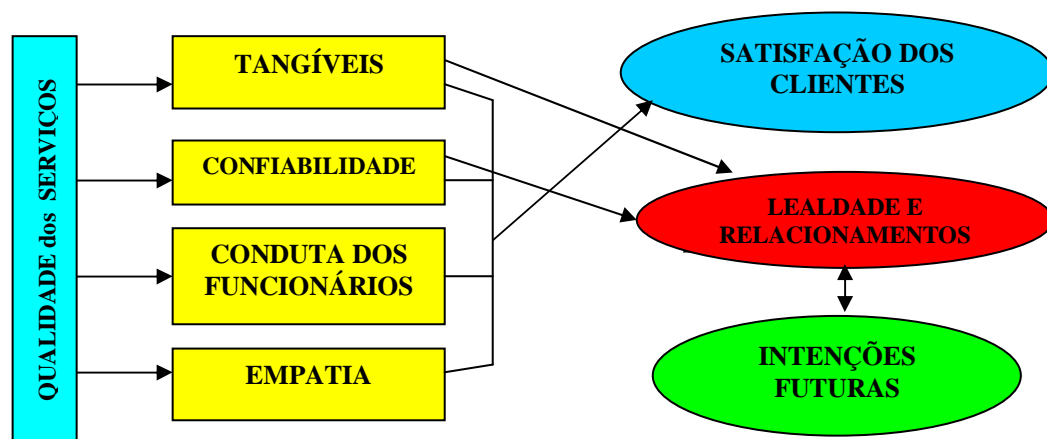 QUALIDADE dos SERVIÇOS
TANGÍVEIS
CONFIABILIDADE
CONDUTA DOS
FUNCIONÁRIOS
EMPATIA
SATISFAÇÃO DOS
CLIENTES
LEALDADE E
RELACIONAMENTOS
INTENÇÕES
FUTURAS